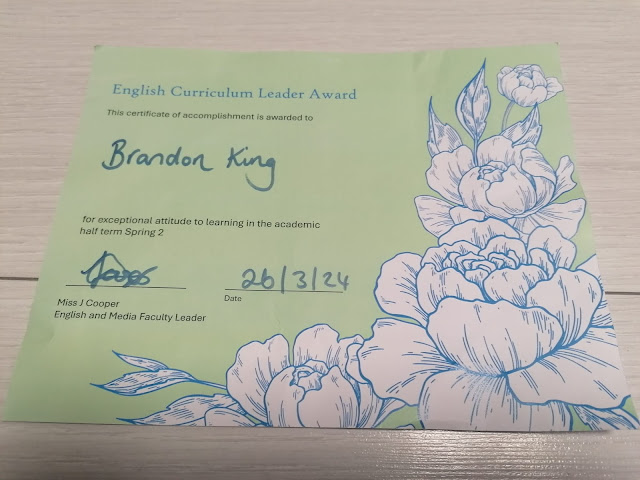 English Curriculum Leader Award
This certificate of accomplishment is awarded to
Brandon King
for exceptional attitude to learning in the academic
half term Spring 2
26/3/24
Date
Miss J Cooper
English and Media Faculty Leader